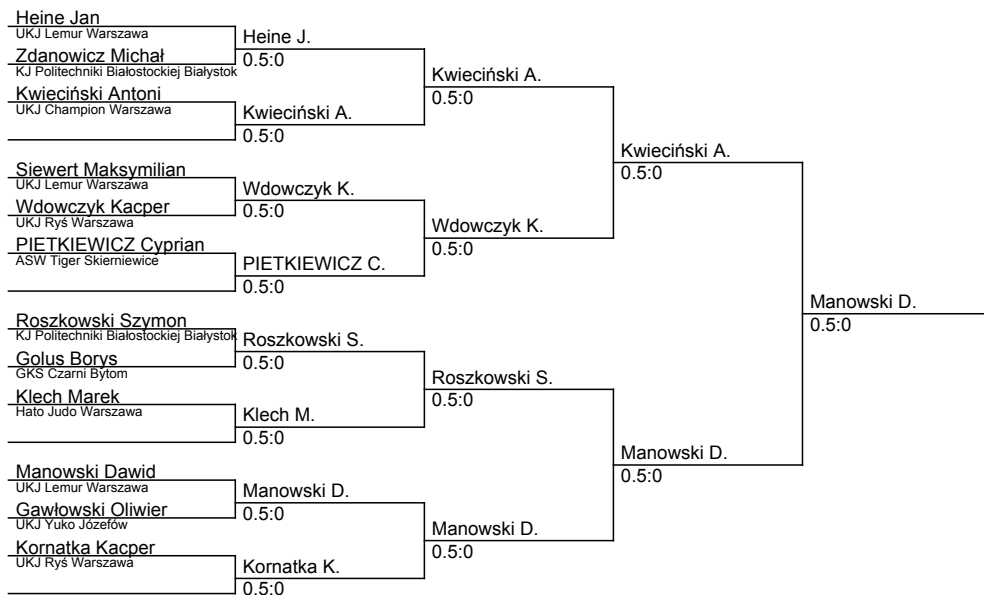 Heine Jan
UKJ Lemur Warszawa
Zdanowicz Michał
KJ Politechniki Białostockiej Białystok
Kwieciński Antoni
UKJ Champion Warszawa
Siewert Maksymilian
UKJ Lemur Warszawa
Wdowczyk Kacper
UKJ Ryś Warszawa
PIETKIEWICZ Cyprian
ASW Tiger Skierniewice
Roszkowski Szymon
KJ Politechniki Białostockiej Białystok
Golus Borys
GKS Czarni Bytom
Klech Marek
Hato Judo Warszawa
Manowski Dawid
UKJ Lemur Warszawa
Gawłowski Oliwier
UKJ Yuko Józefów
Kornatka Kacper
UKJ Ryś Warszawa
Heine J.
0.5:0
Kwieciński A.
0.5:0
Wdowczyk K.
0.5:0
PIETKIEWICZ C.
0.5:0
Roszkowski S.
0.5:0
Klech M.
0.5:0
Manowski D.
0.5:0
Kornatka K.
0.5:0
Kwieciński A.
0.5:0
Wdowczyk K.
0.5:0
Roszkowski S.
0.5:0
Manowski D.
0.5:0
Kwieciński A.
0.5:0
Manowski D.
0.5:0
Manowski D.
0.5:0